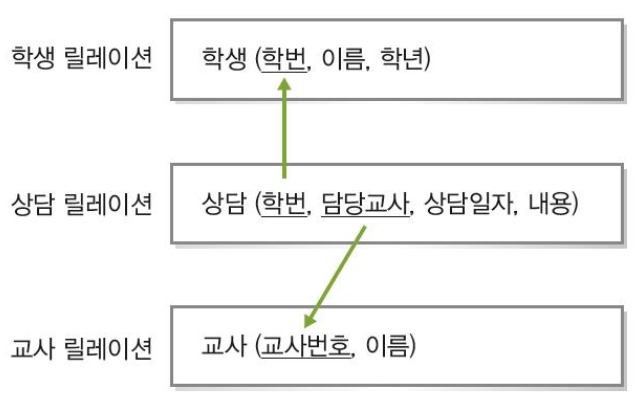 학생 릴레이션 학생 (학번, 이름, 학년)
상담 릴레이션 상담 (학번, 담당교사, 상담일자, 내용)
교사 릴레이션 교사 (교사번호, 이름)